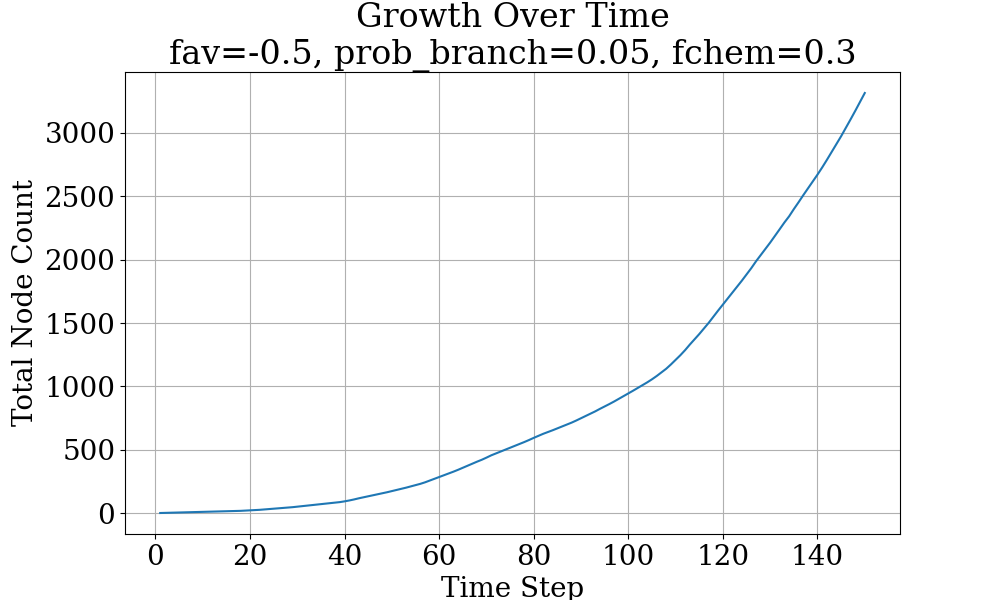 Growth Over Time
fav=-0.5, prob_branch=0.05, fchem=0.3
Total Node Count
3000
2500
2000
1500
1000
500
0
0 20 40 60 80 100 120 140
Time Step